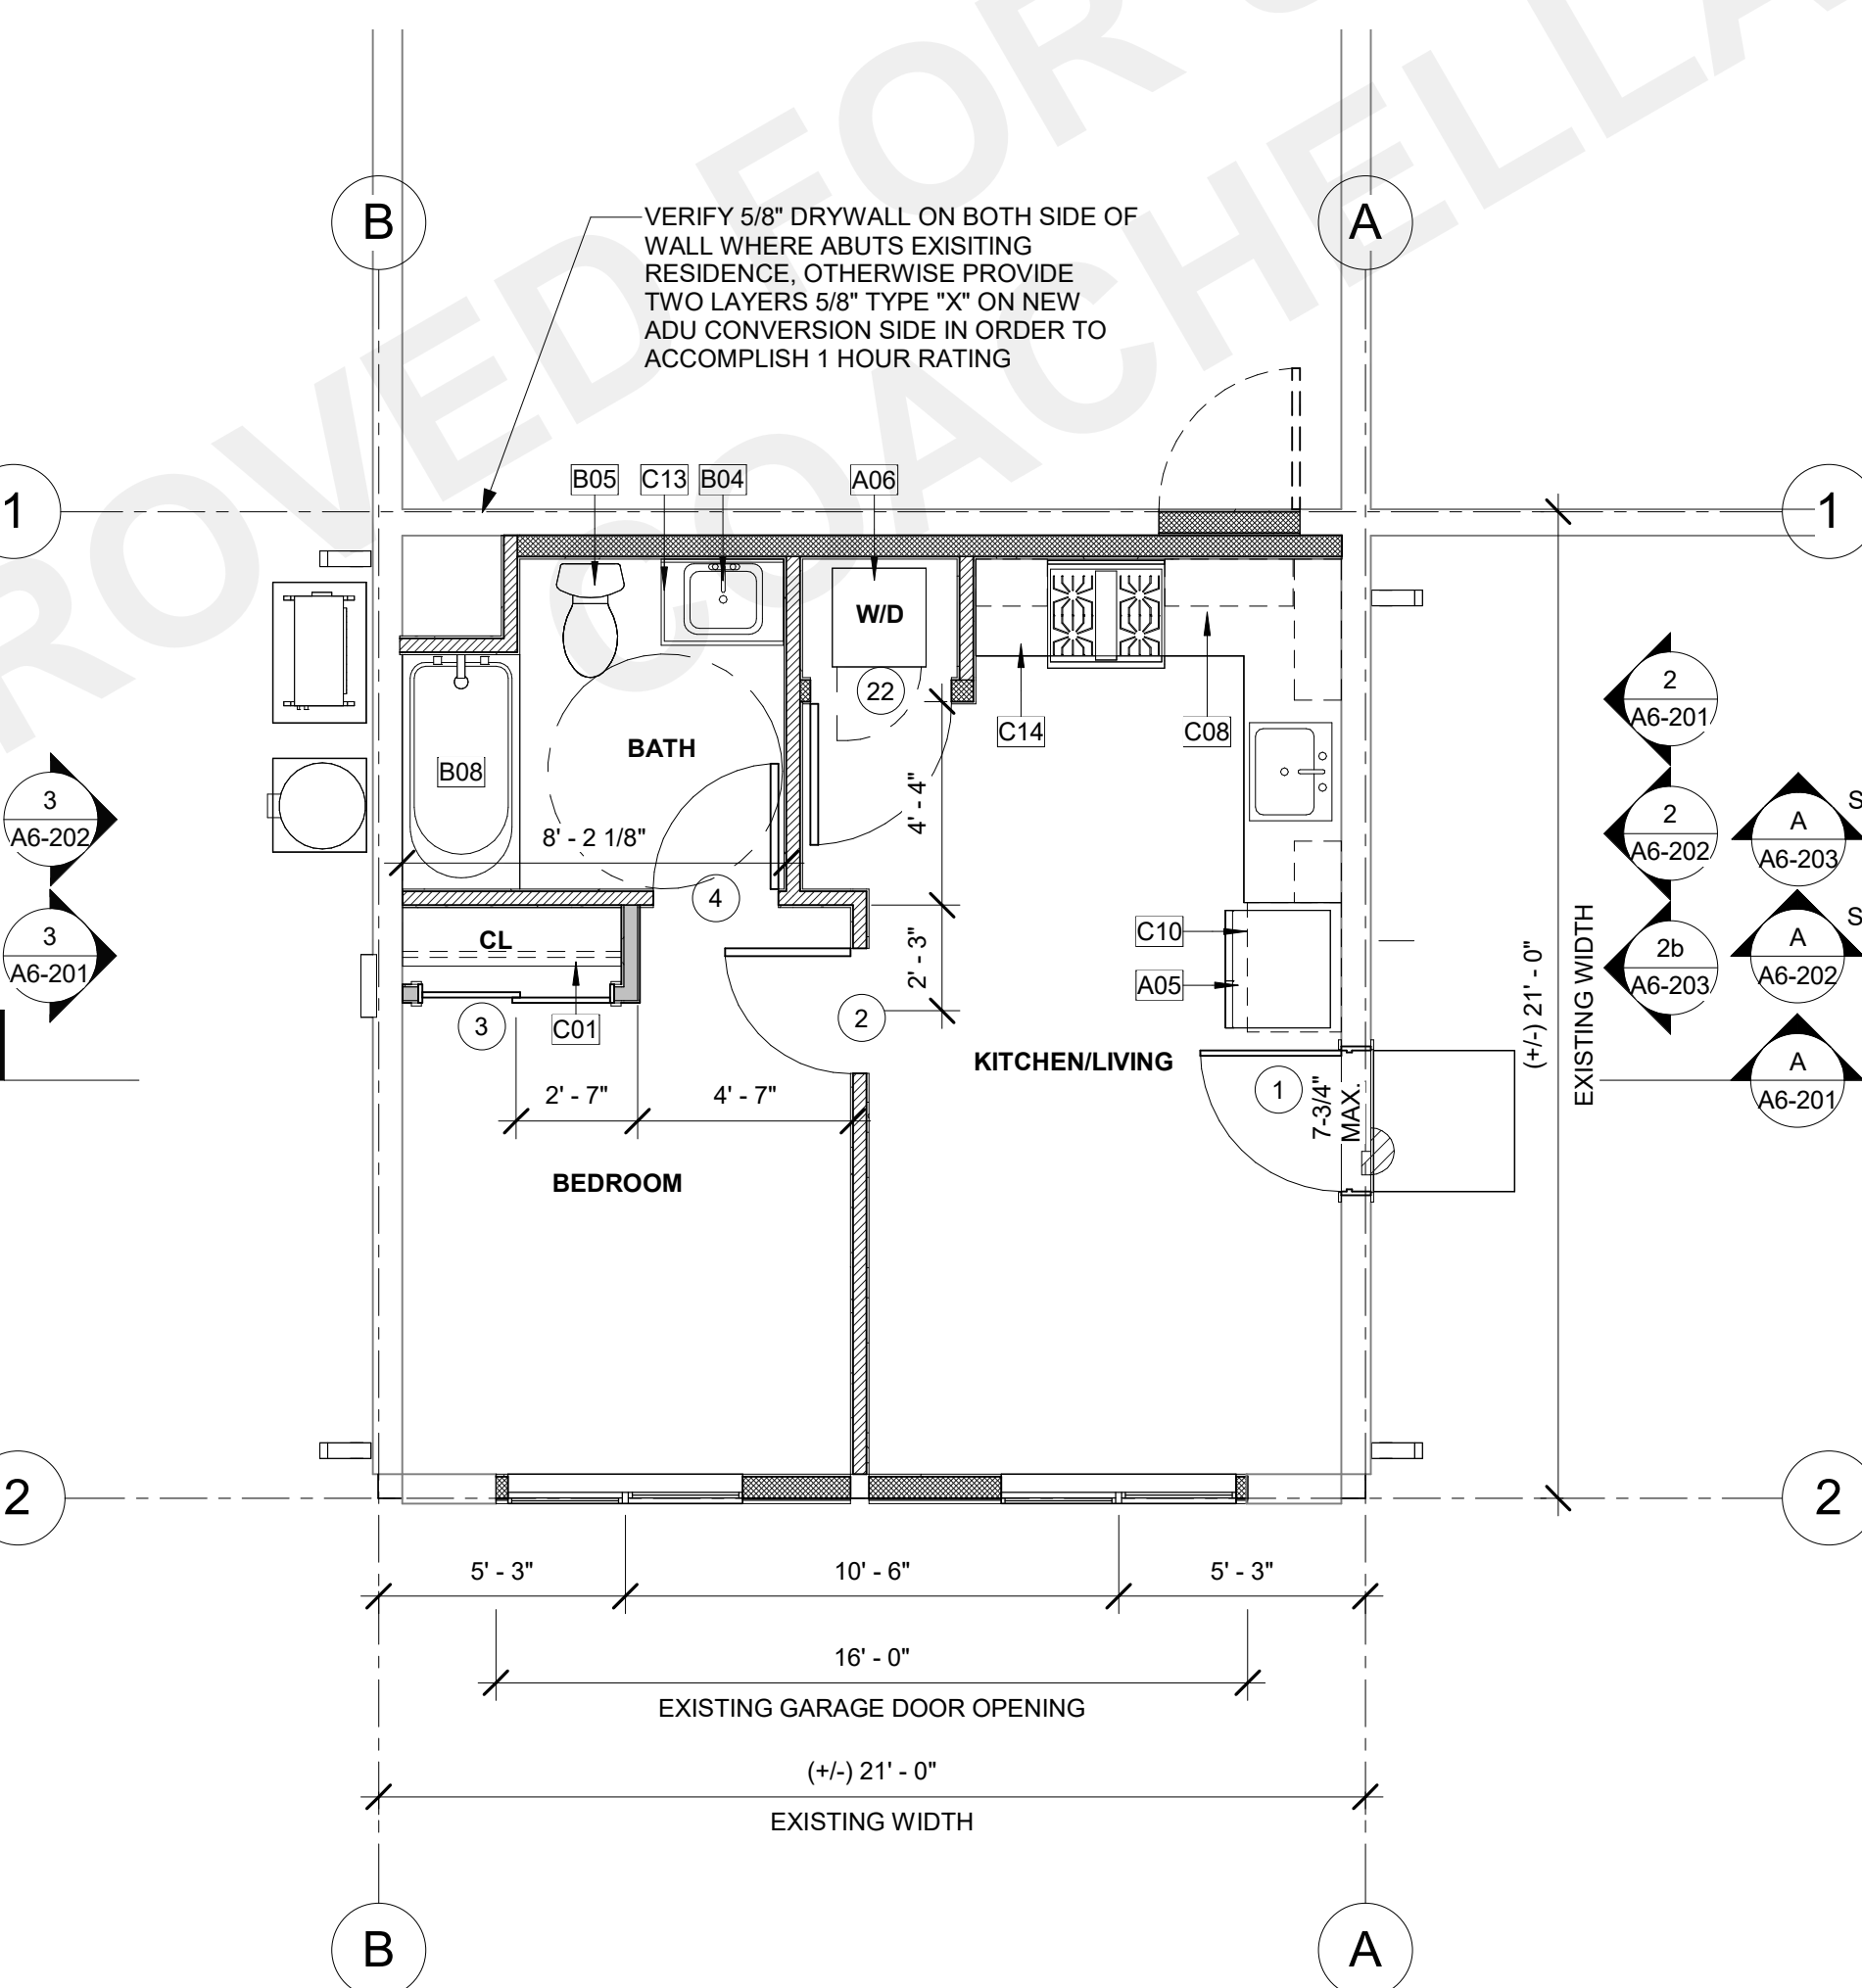 ROVED FOR
COACHELLA
B
A
VERIFY 5/8" DRYWALL ON BOTH SIDE OF
WALL WHERE ABUTS EXISITING
RESIDENCE, OTHERWISE PROVIDE
TWO LAYERS 5/8" TYPE "X" ON NEW
ADU CONVERSION SIDE IN ORDER TO
ACCOMPLISH 1 HOUR RATING
1
B05
C13
B04
A06
1
W/D
22
2
A6-201
C14
C08
BATH
B08
3
A6-202
4' - 4"
2
A6-202
A
A6-203
S
8' - 2 1/8"
4
3
A6-201
CL
C10
2' - 3"
A05
2b
A6-203
A
A6-202
S
(+/-) 21' - 0"
EXISTING WIDTH
3
C01
2
KITCHEN/LIVING
1
7-3/4"
MAX.
A
A6-201
2' - 7"
4' - 7"
BEDROOM
2
2
5' - 3"
10' - 6"
5' - 3"
16' - 0"
EXISTING GARAGE DOOR OPENING
(+/-) 21' - 0"
EXISTING WIDTH
B
A